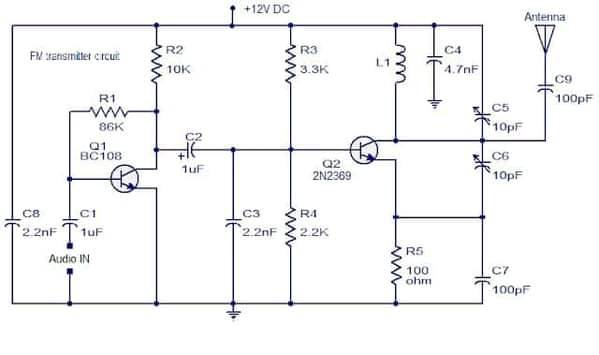 +12V DC
Antenna
FM transmitter circuit
R2
10K
R3
3.3K
L1
C4
4.7nF
C9
100pF
R1
86K
C5
10pF
Q1
BC108
C2
+
1uF
Q2
2N2369
C6
10pF
C8
2.2nF
C1
1uF
C3
2.2nF
R4
2.2K
Audio IN
R5
100
ohm
C7
100pF